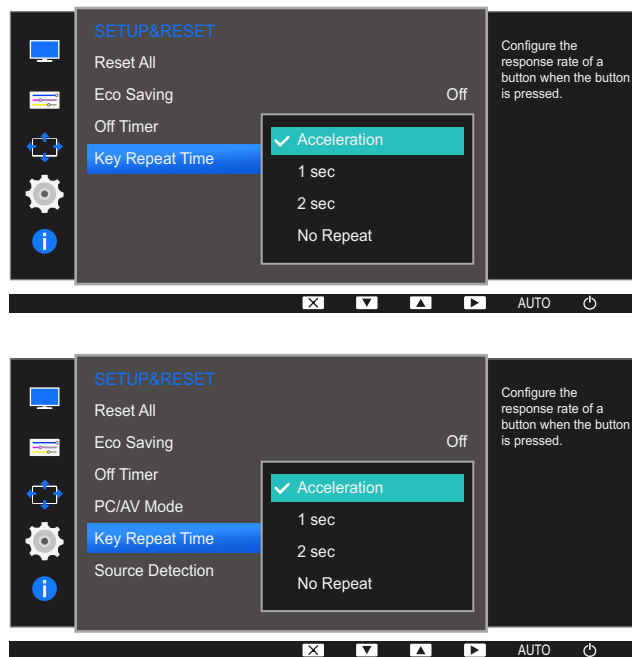 SETUP&RESET
Reset All
Eco Saving Off
Off Timer
Key Repeat Time
Acceleration
1 sec
2 sec
No Repeat
Configure the
response rate of a
button when the button
is pressed.
AUTO
SETUP&RESET
Reset All
Eco Saving Off
Off Timer
PC/AV Mode
Key Repeat Time
Source Detection
Acceleration
1 sec
2 sec
No Repeat
Configure the
response rate of a
button when the button
is pressed.
AUTO